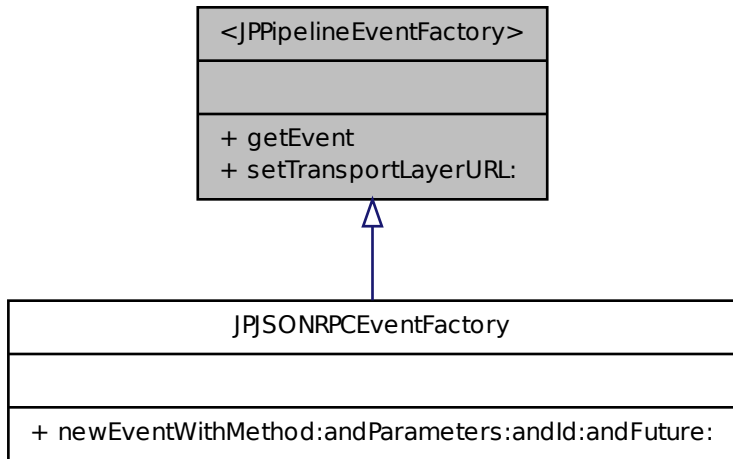 <JPPipelineEventFactory>
+ getEvent
+ setTransportLayerURL:
JPJSONRPCEventFactory
+ newEventWithMethod:andParameters:andId:andFuture: